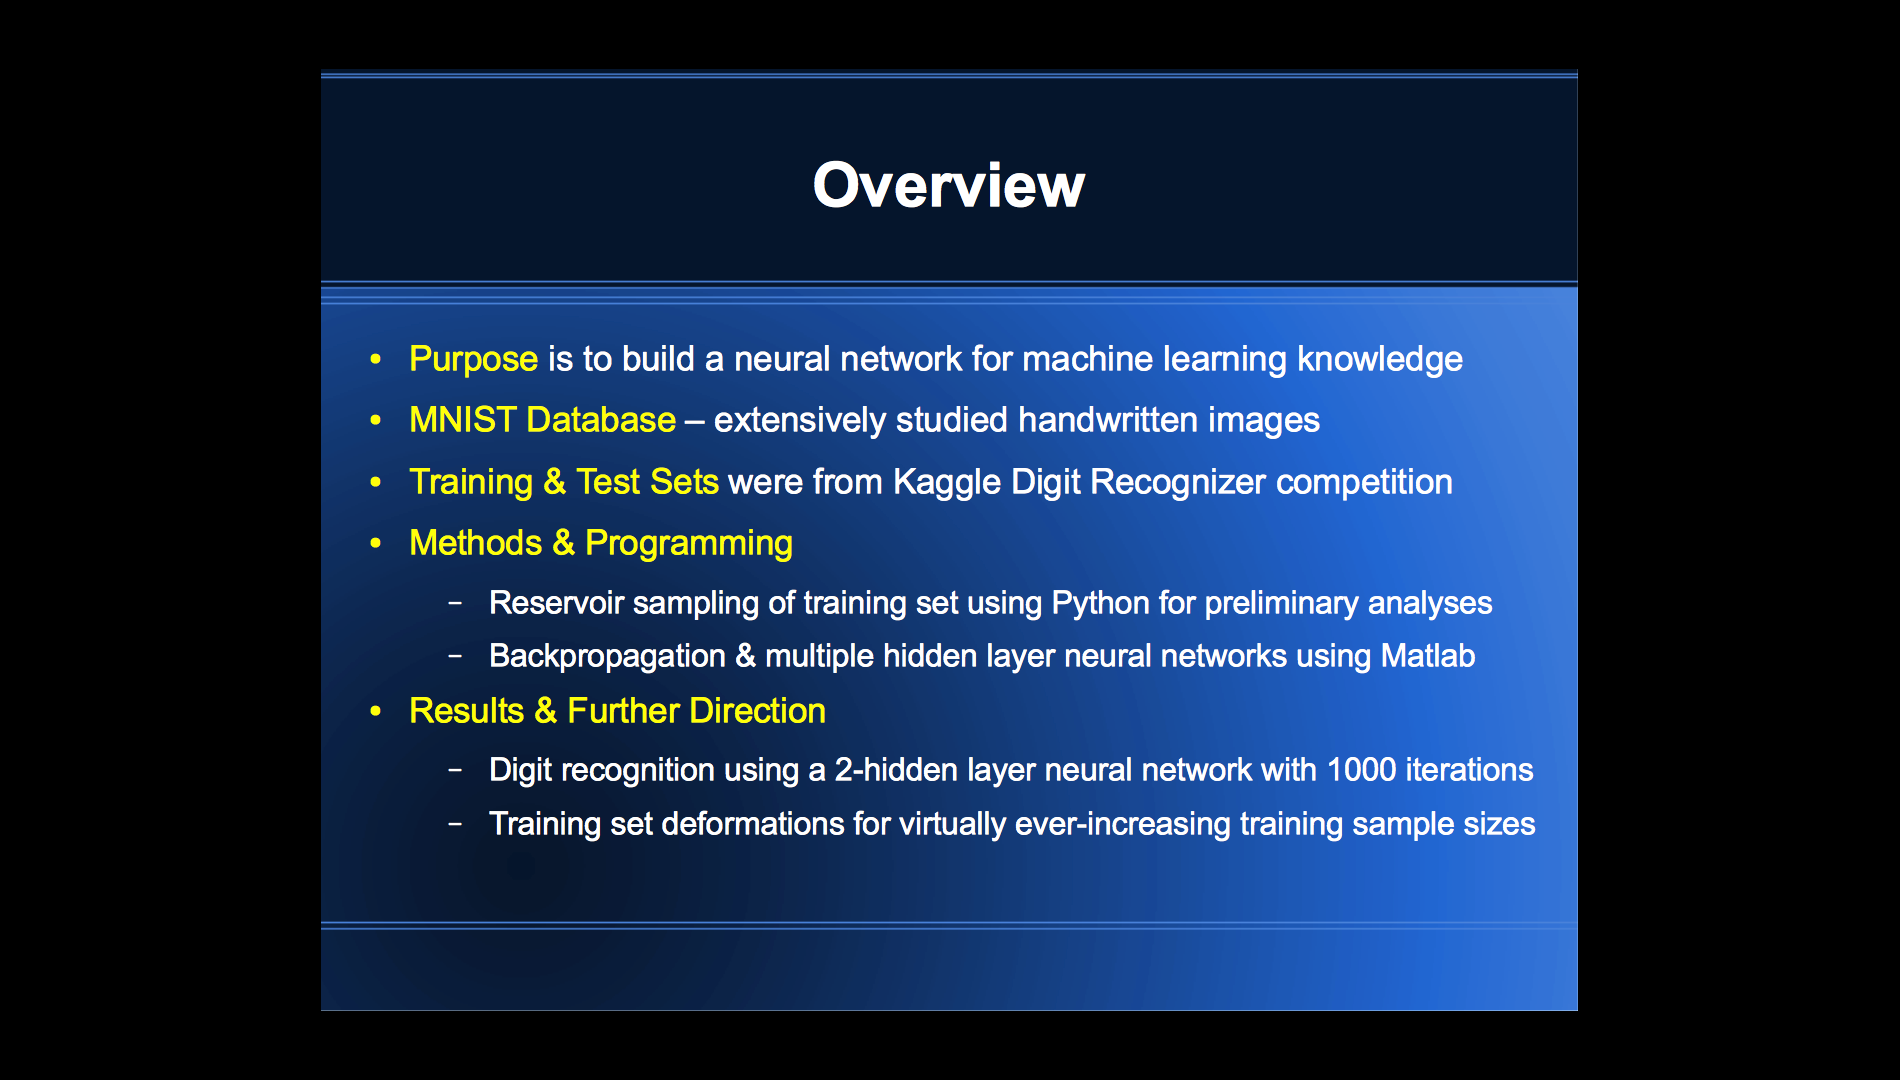 Overview
• Purpose is to build a neural network for machine learning knowledge
• MNIST Database – extensively studied handwritten images
• Training & Test Sets were from Kaggle Digit Recognizer competition
• Methods & Programming
– Reservoir sampling of training set using Python for preliminary analyses
– Backpropagation & multiple hidden layer neural networks using Matlab
• Results & Further Direction
– Digit recognition using a 2-hidden layer neural network with 1000 iterations
– Training set deformations for virtually ever-increasing training sample sizes